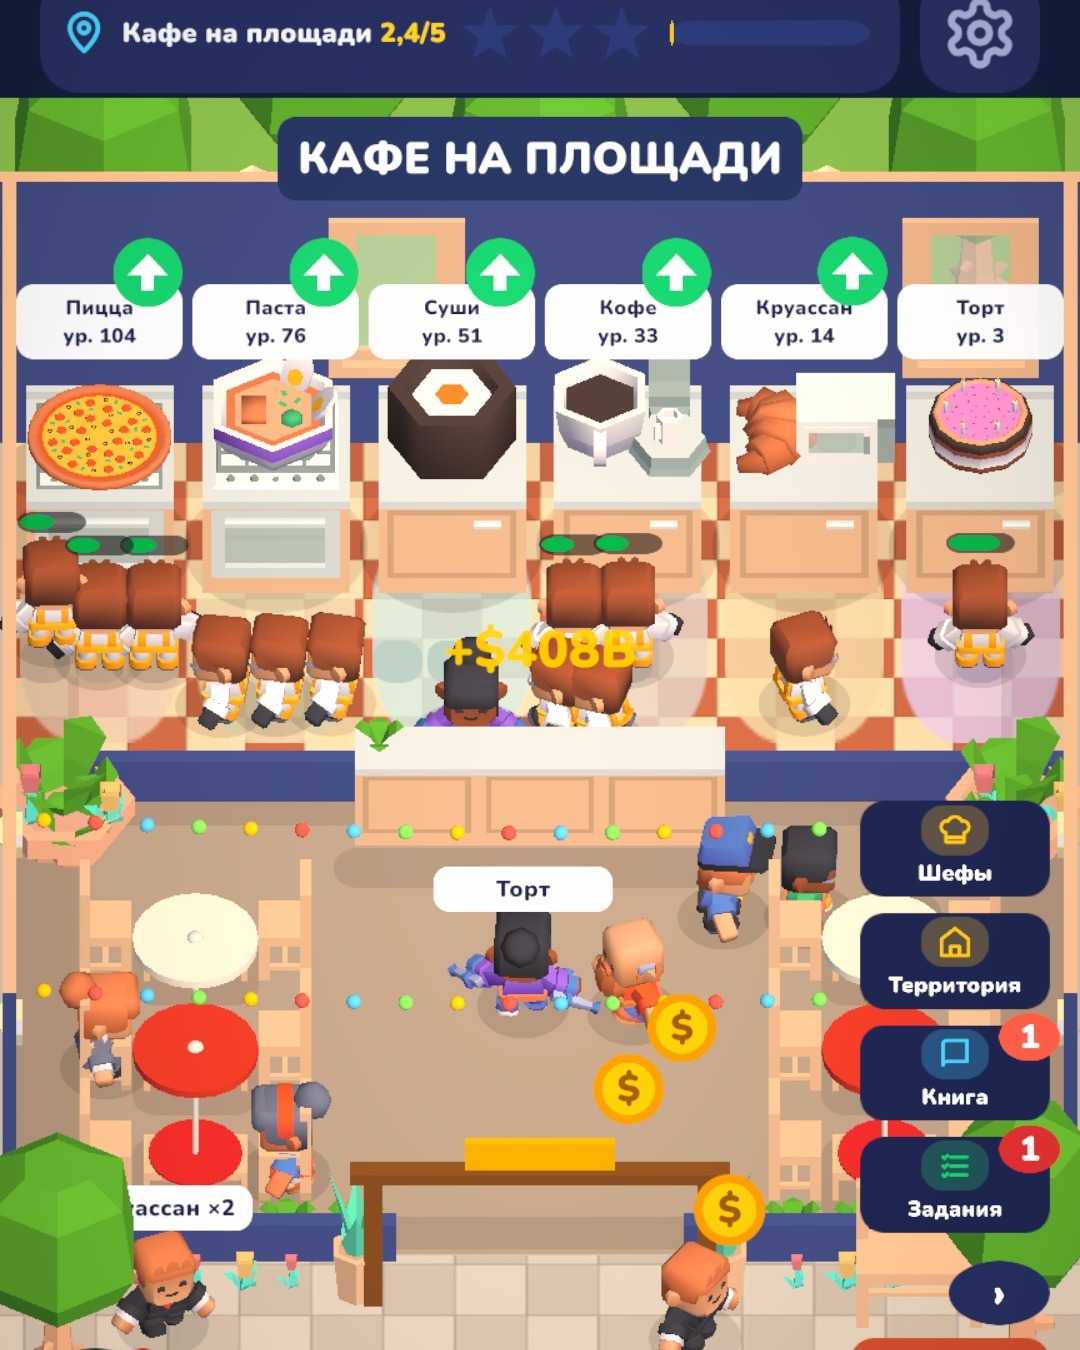 Кафе на площади 2,4/5
КАФЕ НА ПЛОЩАДИ
Пицца
ур. 104
Паста
ур. 76
Суши
ур. 51
Кофе
ур. 33
Круассан
ур. 14
Торт
ур. 3
+$408B
Торт
Шефы
Территория
1
Книга
1
Задания
ассан ×2
$
$
$